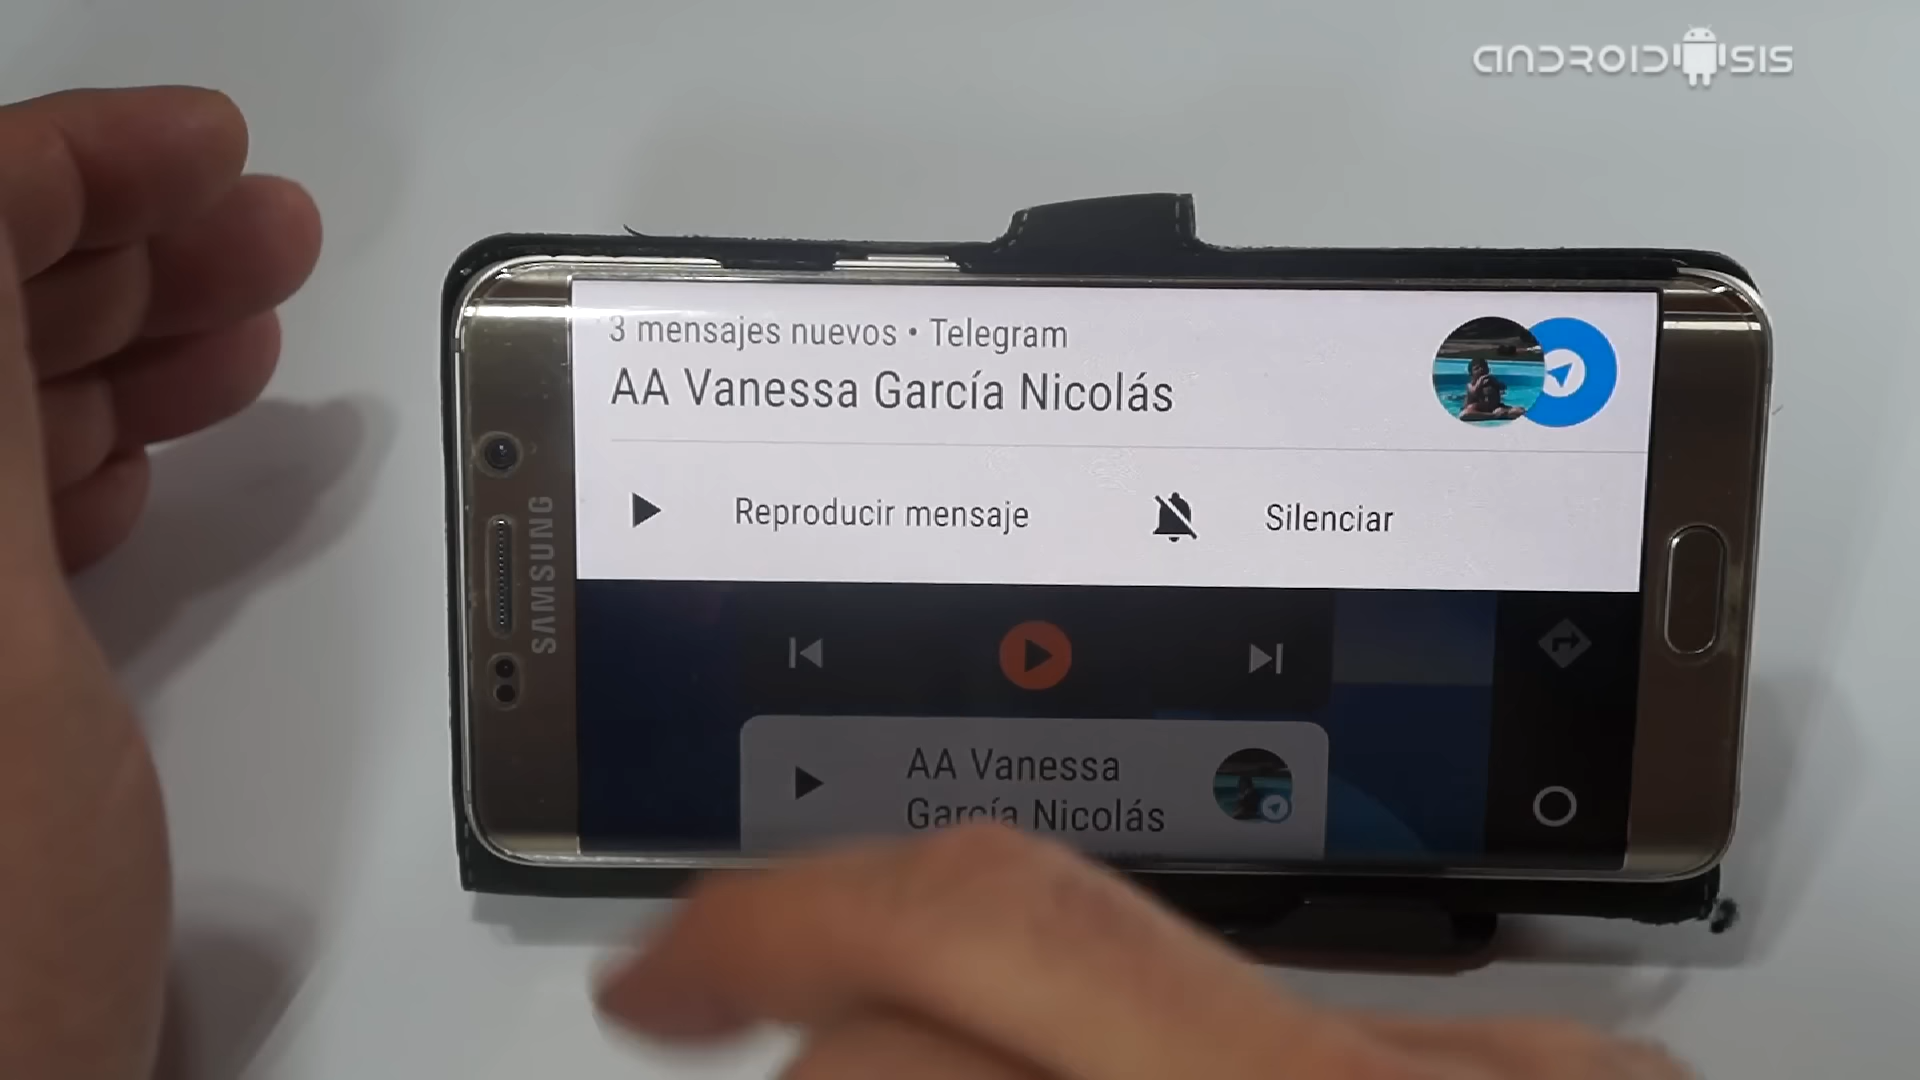 ANDROIDSIS
3 mensajes nuevos • Telegram
AA Vanessa García Nicolás
Reproducir mensaje
Silenciar
SAMSUNG
AA Vanessa
García Nicolás